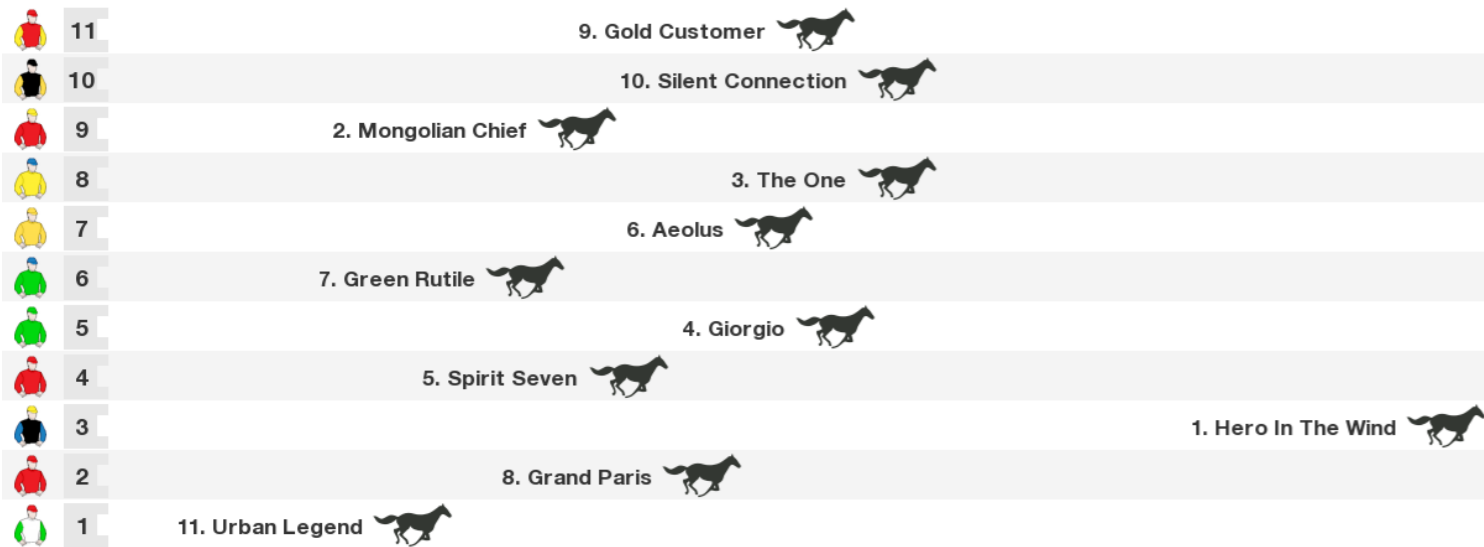 11 9. Gold Customer
10 10. Silent Connection
9 2. Mongolian Chief
8 3. The One
7 6. Aeolus
6 7. Green Rutile
5 4. Giorgio
4 5. Spirit Seven
3 1. Hero In The Wind
2 8. Grand Paris
1 11. Urban Legend